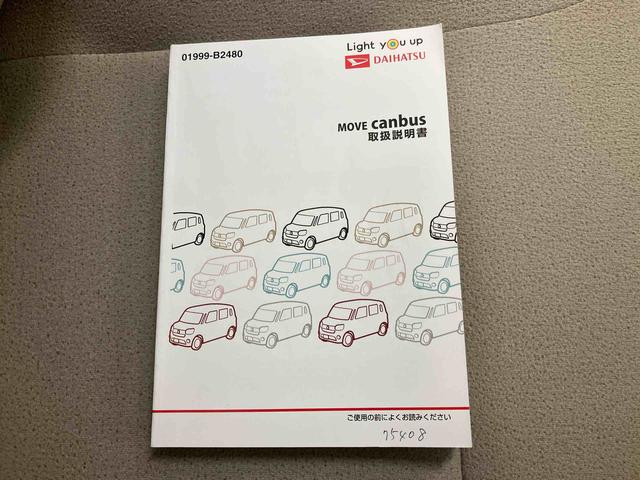 01999-B2480
Light you up
DAIHATSU
MOVE canbus
取扱説明書
ご使用の前によくお読みください
75408